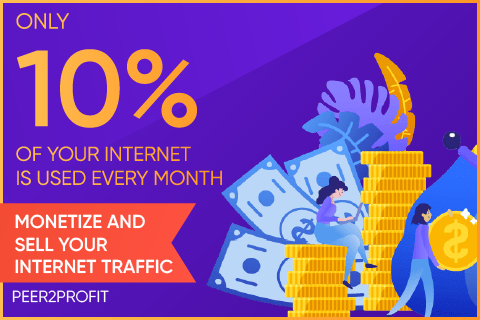 ONLY
10%
OF YOUR INTERNET
IS USED EVERY MONTH
MONETIZE AND
SELL YOUR
INTERNET TRAFFIC
PEER2PROFIT